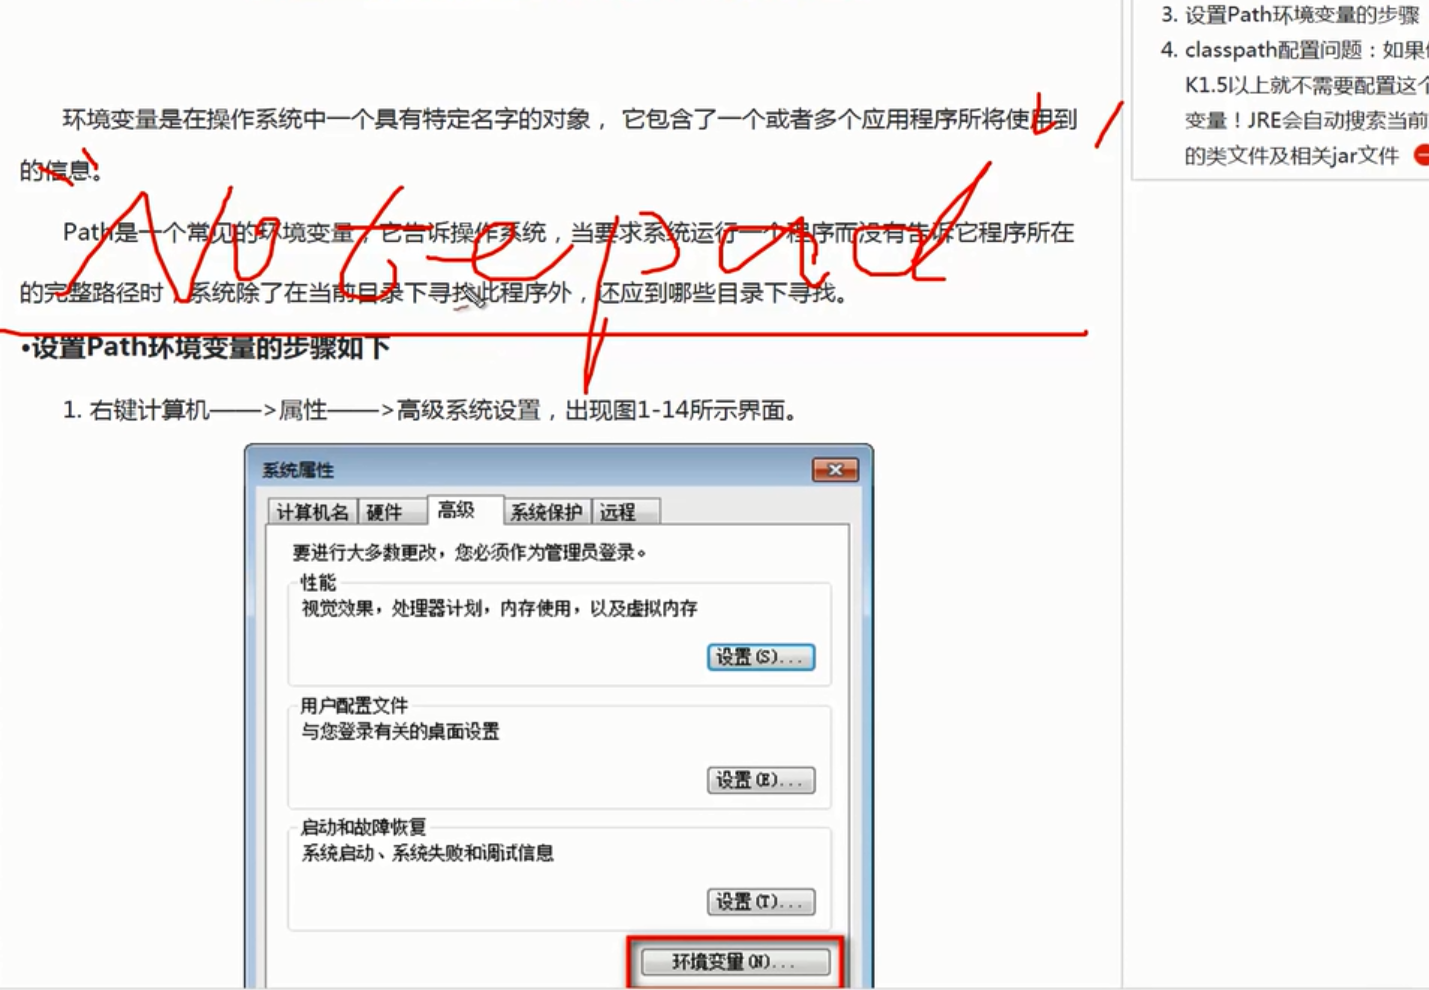 环境变量是在操作系统中一个具有特定名字的对象，它包含了一个或者多个应用程序所将使用到
的信息。
Notepad
Path是一个常见的环境变量，它告诉操作系统，当要求系统运行一个程序而没有告诉它程序所在
的完整路径时，系统除了在当前目录下寻找此程序外，还应到哪些目录下寻找。
•设置Path环境变量的步骤如下
1. 右键计算机——>属性——>高级系统设置，出现图1-14所示界面。
系统属性
计算机名 硬件 高级 系统保护 远程
要进行大多数更改，您必须作为管理员登录。
性能
视觉效果，处理器计划，内存使用，以及虚拟内存
设置(S)...
用户配置文件
与您登录有关的桌面设置
设置(E)...
启动和故障恢复
系统启动、系统失败和调试信息
设置(T)...
环境变量(N)...
3. 设置Path环境变量的步骤
4. classpath配置问题：如果
K1.5以上就不需要配置这个
变量！JRE会自动搜索当前
的类文件及相关jar文件